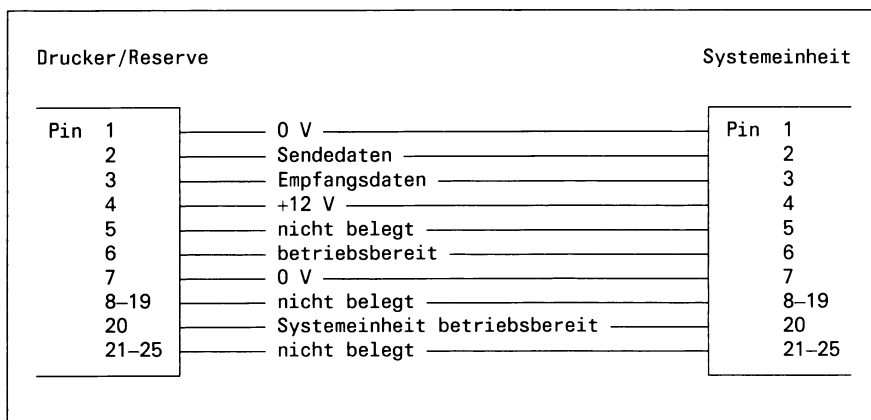 Drucker/Reserve Systemeinheit
Pin 1 0 V Pin 1
2 Sendedaten 2
3 Empfangsdaten 3
4 +12 V 4
5 nicht belegt 5
6 betriebsbereit 6
7 0 V 7
8–19 nicht belegt 8–19
20 Systemeinheit betriebsbereit 20
21–25 nicht belegt 21–25